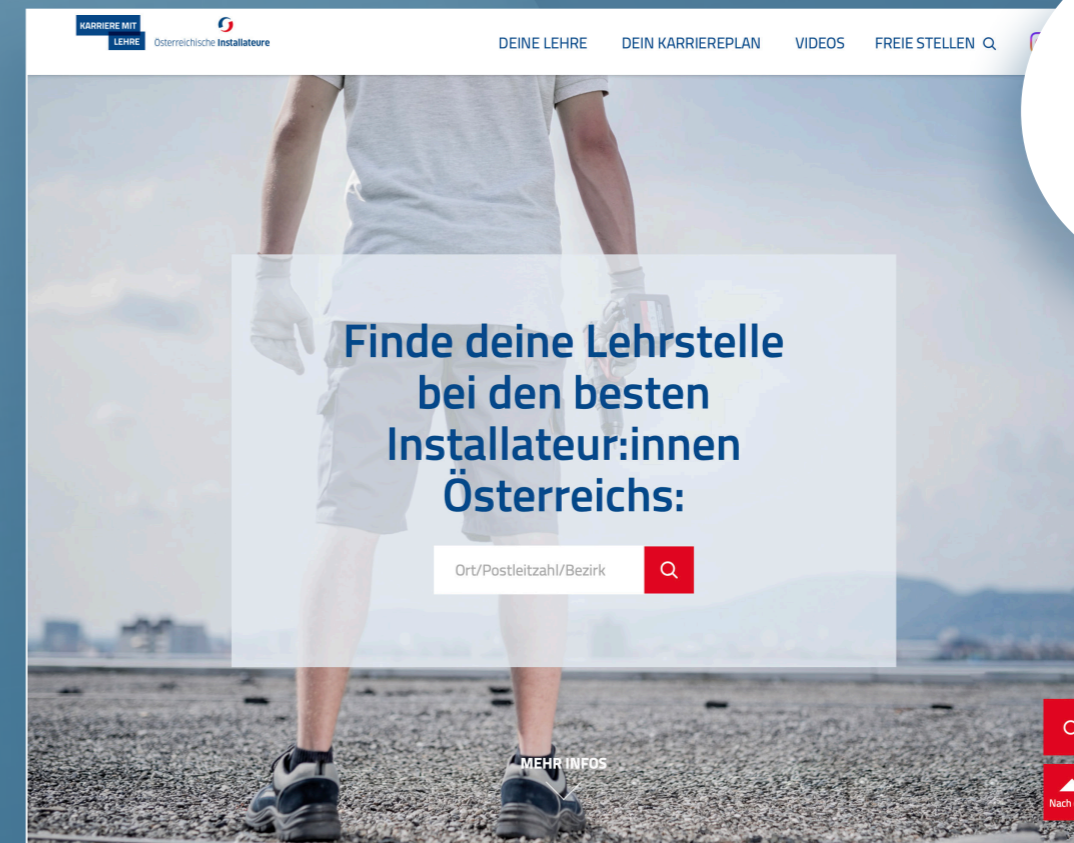 KARRIERE MIT
LEHRE
Österreichische Installateure
DEINE LEHRE
DEIN KARRIEREPLAN
VIDEOS
FREIE STELLEN
Finde deine Lehrstelle
bei den besten
Installateur:innen
Österreichs:
Ort/Postleitzahl/Bezirk
MEHR INFOS
Nach